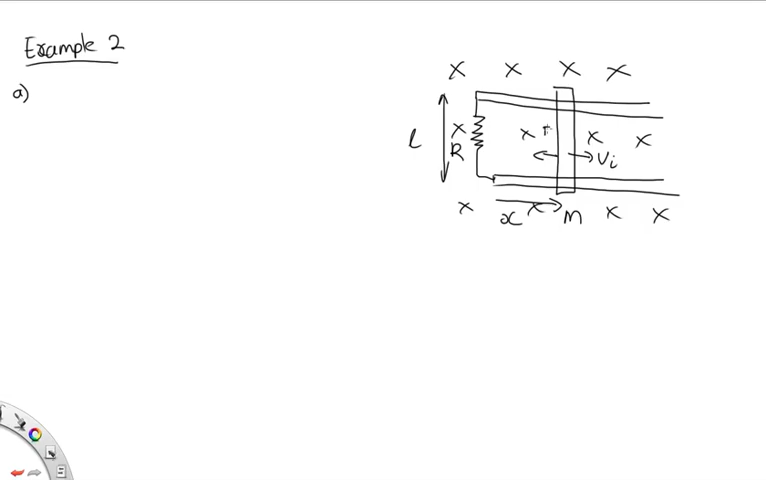 Example 2
a)
x x x x
l x R x F x x
Vi
x x x m x x